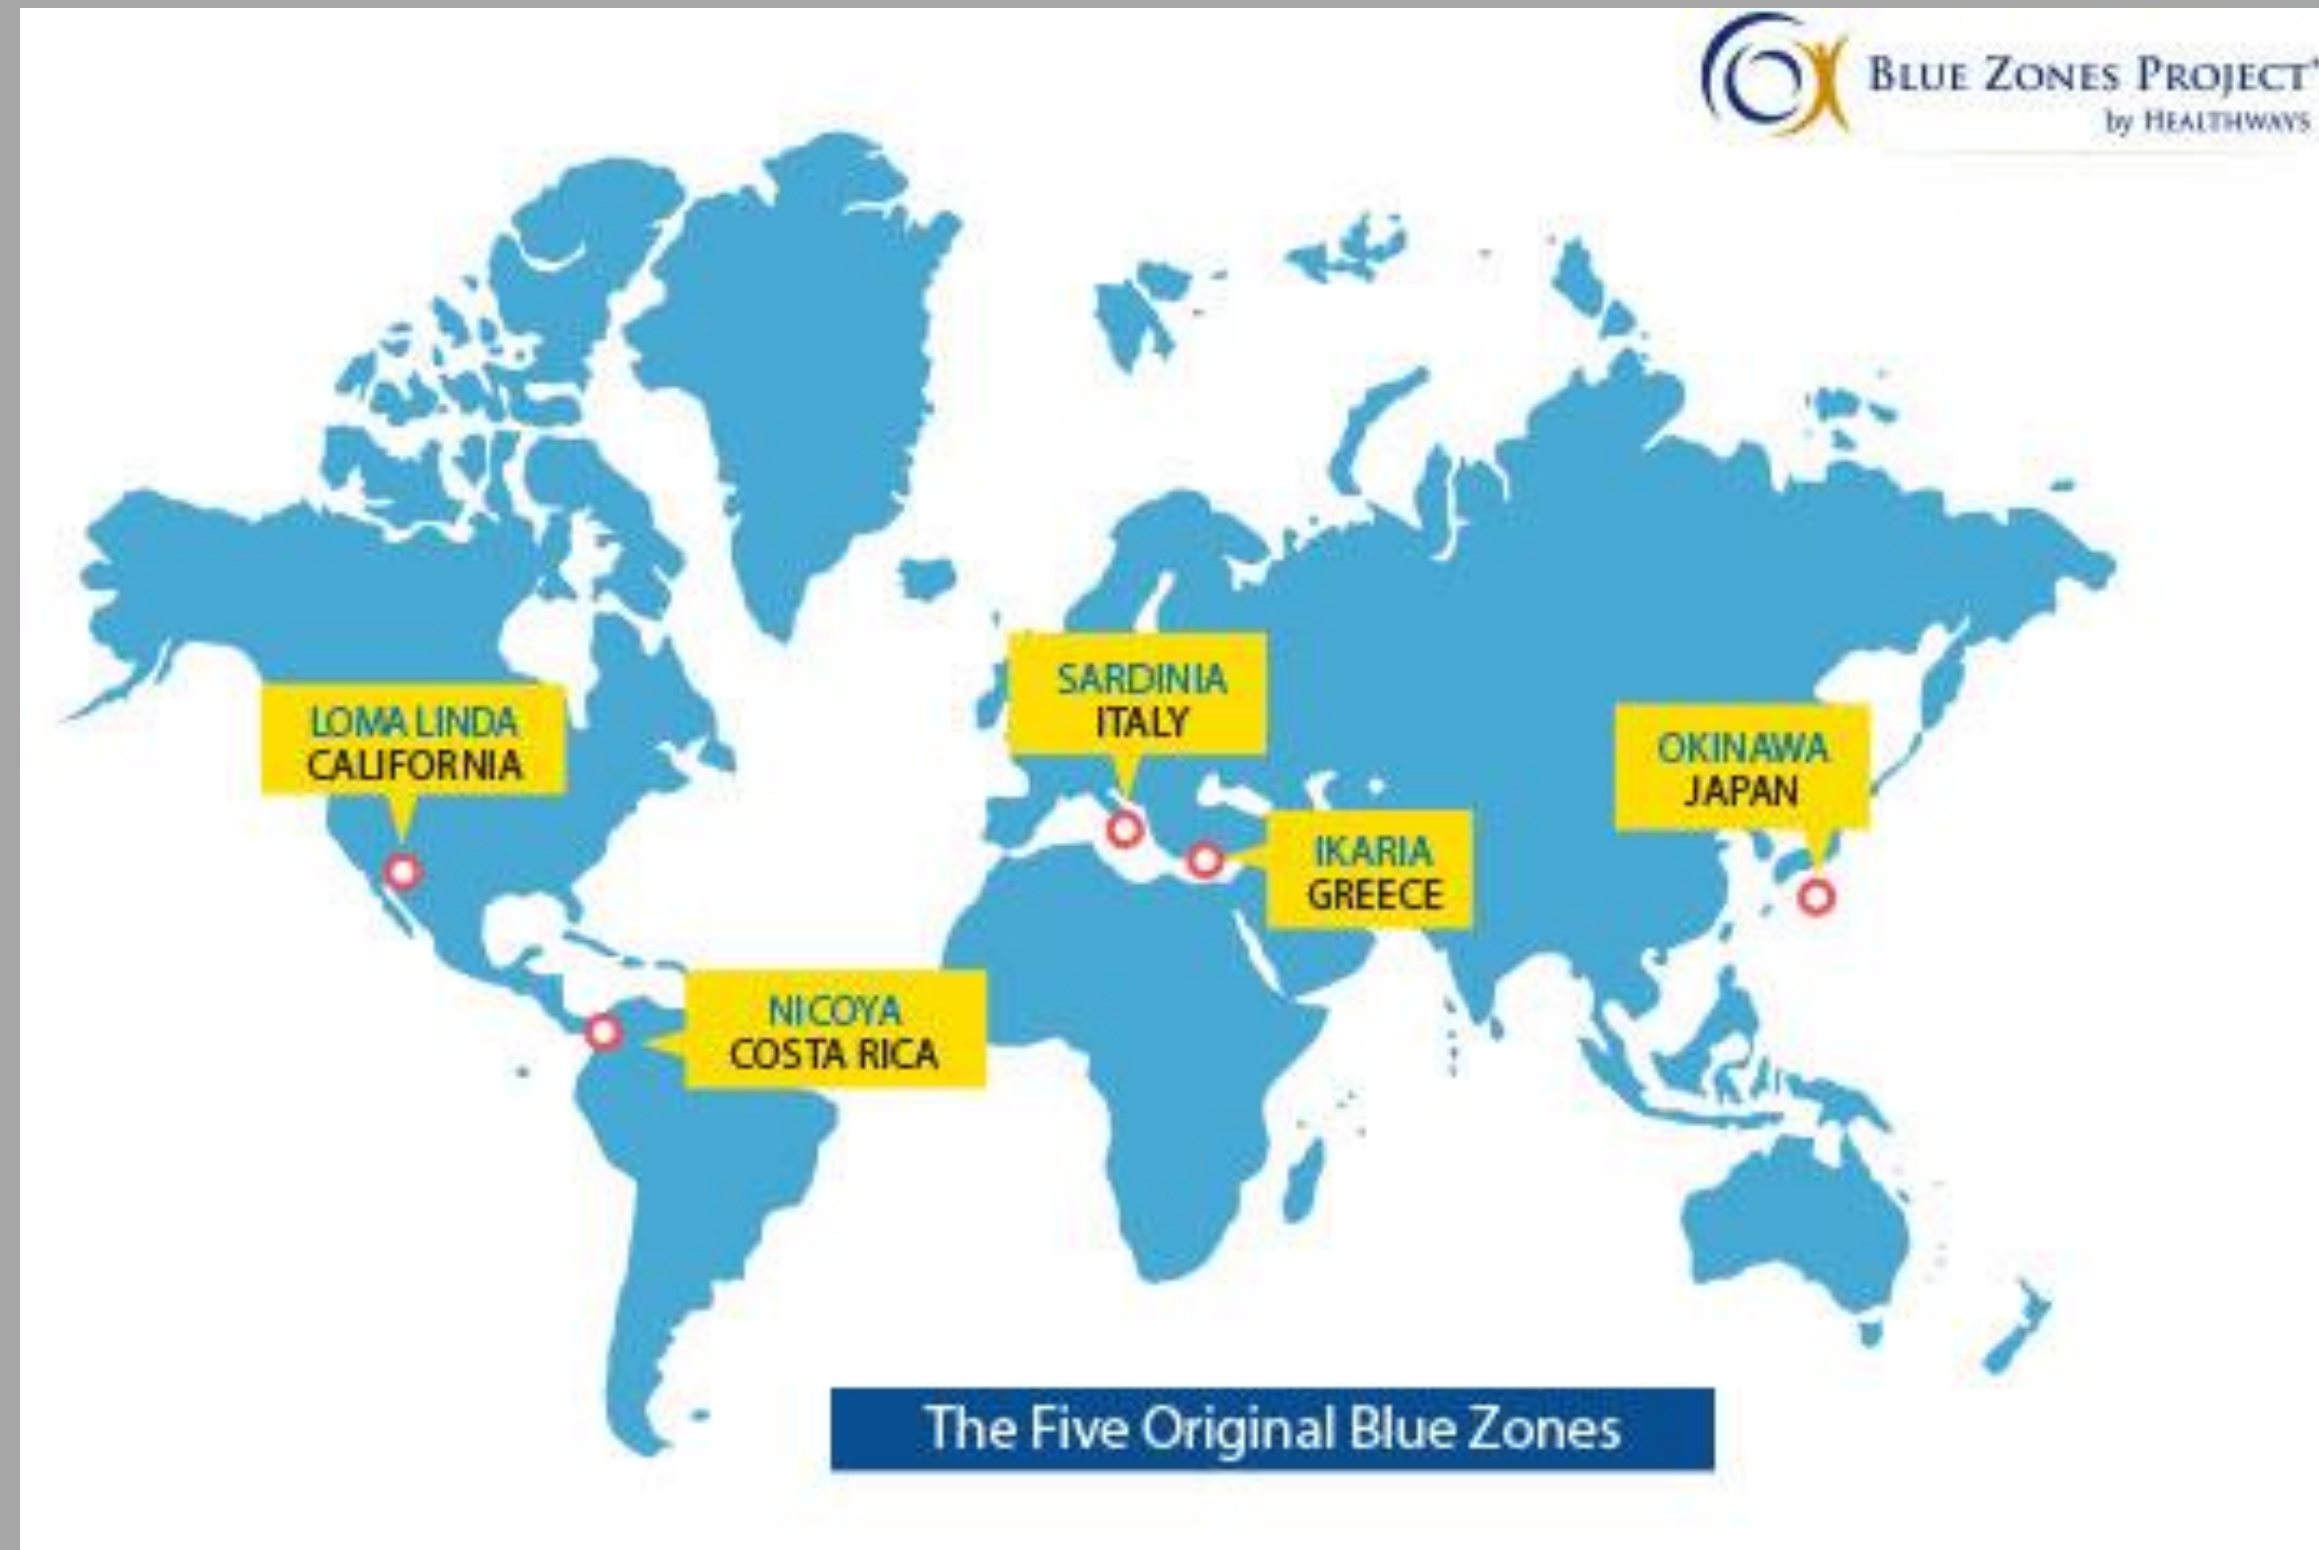 BLUE ZONES PROJECT
by HEALTHWAYS
LOMA LINDA
CALIFORNIA
SARDINIA
ITALY
OKINAWA
JAPAN
IKARIA
GREECE
NICOYA
COSTA RICA
The Five Original Blue Zones